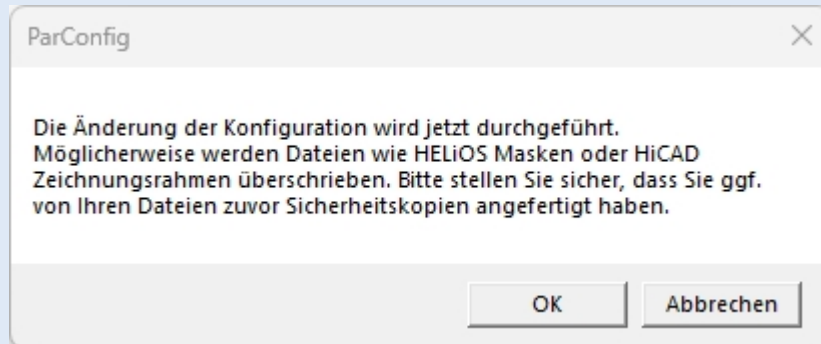 ParConfig
Die Änderung der Konfiguration wird jetzt durchgeführt.
Möglicherweise werden Dateien wie HELiOS Masken oder HiCAD
Zeichnungsrahmen überschrieben. Bitte stellen Sie sicher, dass Sie ggf.
von Ihren Dateien zuvor Sicherheitskopien angefertigt haben.
OK
Abbrechen